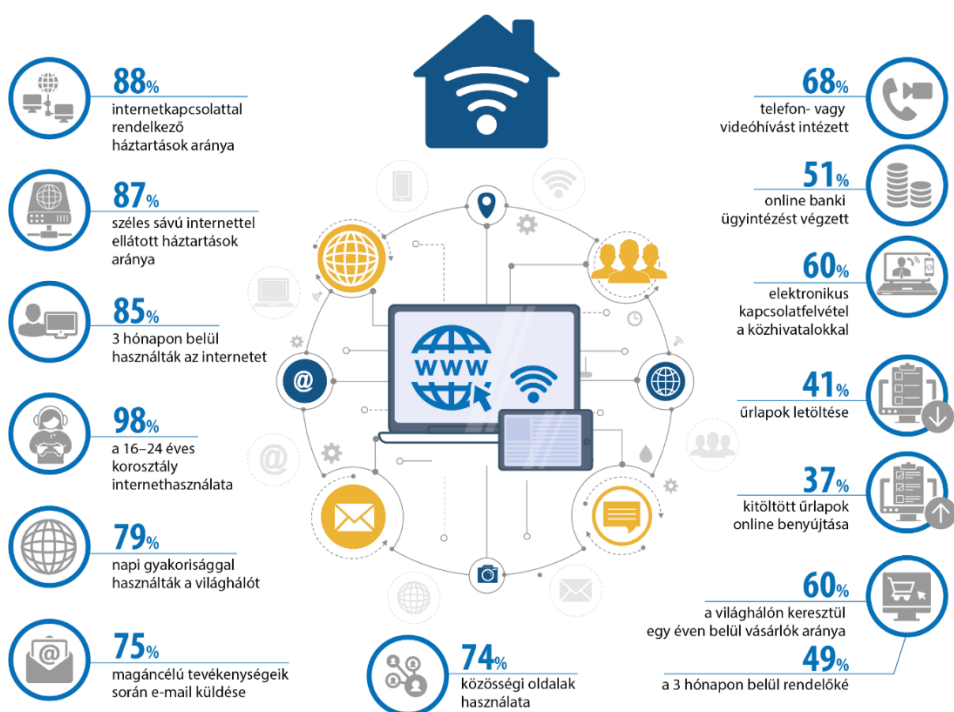 88%
internetkapcsolattal
rendelkező
háztartások aránya
87%
széles sávú internettel
ellátott háztartások
aránya
85%
3 hónapon belül
használták az internetet
98%
a 16–24 éves
korosztály
internethasználata
79%
napi gyakorisággal
használták a világhálót
75%
magáncélú tevékenységeik
során e-mail küldése
@
www
@
@
@
74%
közösségi oldalak
használata
68%
telefon- vagy
videóhívást intézett
51%
online banki
ügyintézést végzett
60%
elektronikus
kapcsolatfelvétel
a közhivatalokkal
41%
űrlapok letöltése
37%
kitöltött űrlapok
online benyújtása
60%
a világhálón keresztül
egy éven belül vásárlók aránya
49%
a 3 hónapon belül rendelőké